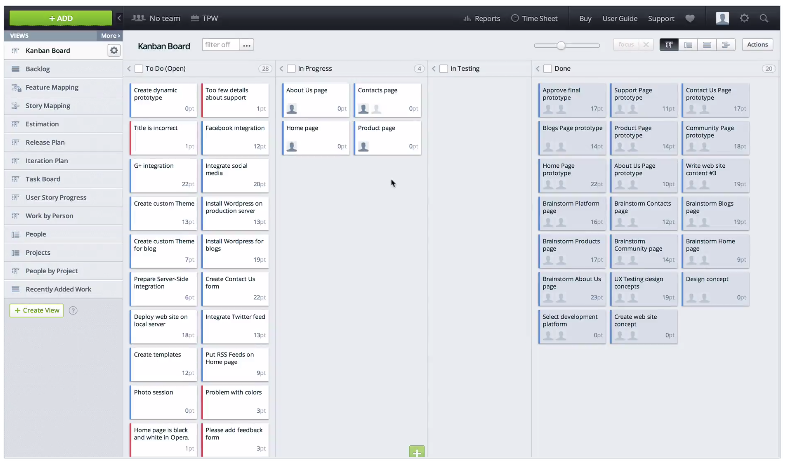 + ADD
No team
TPW
Reports
Time Sheet
Buy
User Guide
Support
VIEWS
More
Kanban Board
Backlog
Feature Mapping
Story Mapping
Estimation
Release Plan
Iteration Plan
Task Board
User Story Progress
Work by Person
People
Projects
People by Project
Recently Added Work
+ Create View
?
Kanban Board
filter off
...
Focus
Actions
To Do (Open)
28
Create dynamic
prototype
0pt
Too few details
about support
1pt
Title is incorrect
1pt
Facebook integration
12pt
G+ integration
22pt
Integrate social
media
20pt
Create custom Theme
13pt
Install Wordpress on
production server
13pt
Create custom Theme
for blog
7pt
Install Wordpress for
blogs
19pt
Prepare Server-Side
integration
6pt
Create Contact Us
form
22pt
Deploy web site on
local server
18pt
Integrate Twitter feed
13pt
Create templates
12pt
Put RSS Feeds on
Home page
9pt
Photo session
0pt
Problem with colors
3pt
Home page is black
and white in Opera.
1pt
Please add feedback
form
3pt
In Progress
4
About Us page
0pt
Contacts page
0pt
Home page
0pt
Product page
0pt
In Testing
Done
20
Approve final
prototype
17pt
Support Page
prototype
11pt
Contact Us Page
prototype
17pt
Blogs Page prototype
14pt
Product Page
prototype
14pt
Community Page
prototype
18pt
Home Page
prototype
22pt
About Us Page
prototype
10pt
Write web site
content #3
19pt
Brainstorm Platform
page
16pt
Brainstorm Contacts
page
12pt
Brainstorm Blogs
page
Brainstorm Products
page
17pt
Brainstorm
Community page
14pt
Brainstorm Home
page
9pt
Brainstorm About Us
page
23pt
UX Testing design
concepts
19pt
Design concept
0pt
Select development
platform
0pt
Create web site
concept
0pt